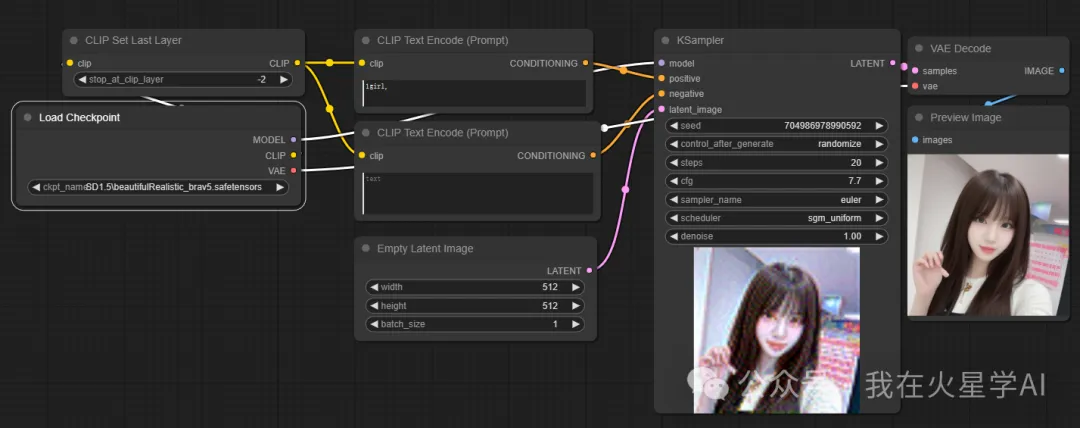 CLIP Set Last Layer
clip
CLIP
stop_at_clip_layer
-2
Load Checkpoint
MODEL
CLIP
VAE
ckpt_name
SD1.5\beautifulRealistic_brav5.safetensors
CLIP Text Encode (Prompt)
clip
CONDITIONING
1girl,
CLIP Text Encode (Prompt)
clip
CONDITIONING
text
Empty Latent Image
LATENT
width
512
height
512
batch_size
1
KSampler
model
LATENT
positive
negative
latent_image
seed
704986978990592
control_after_generate
randomize
steps
20
cfg
7.7
sampler_name
euler
scheduler
sgm_uniform
denoise
1.00
VAE Decode
samples
IMAGE
vae
Preview Image
images
公众号 · 我在火星学AI